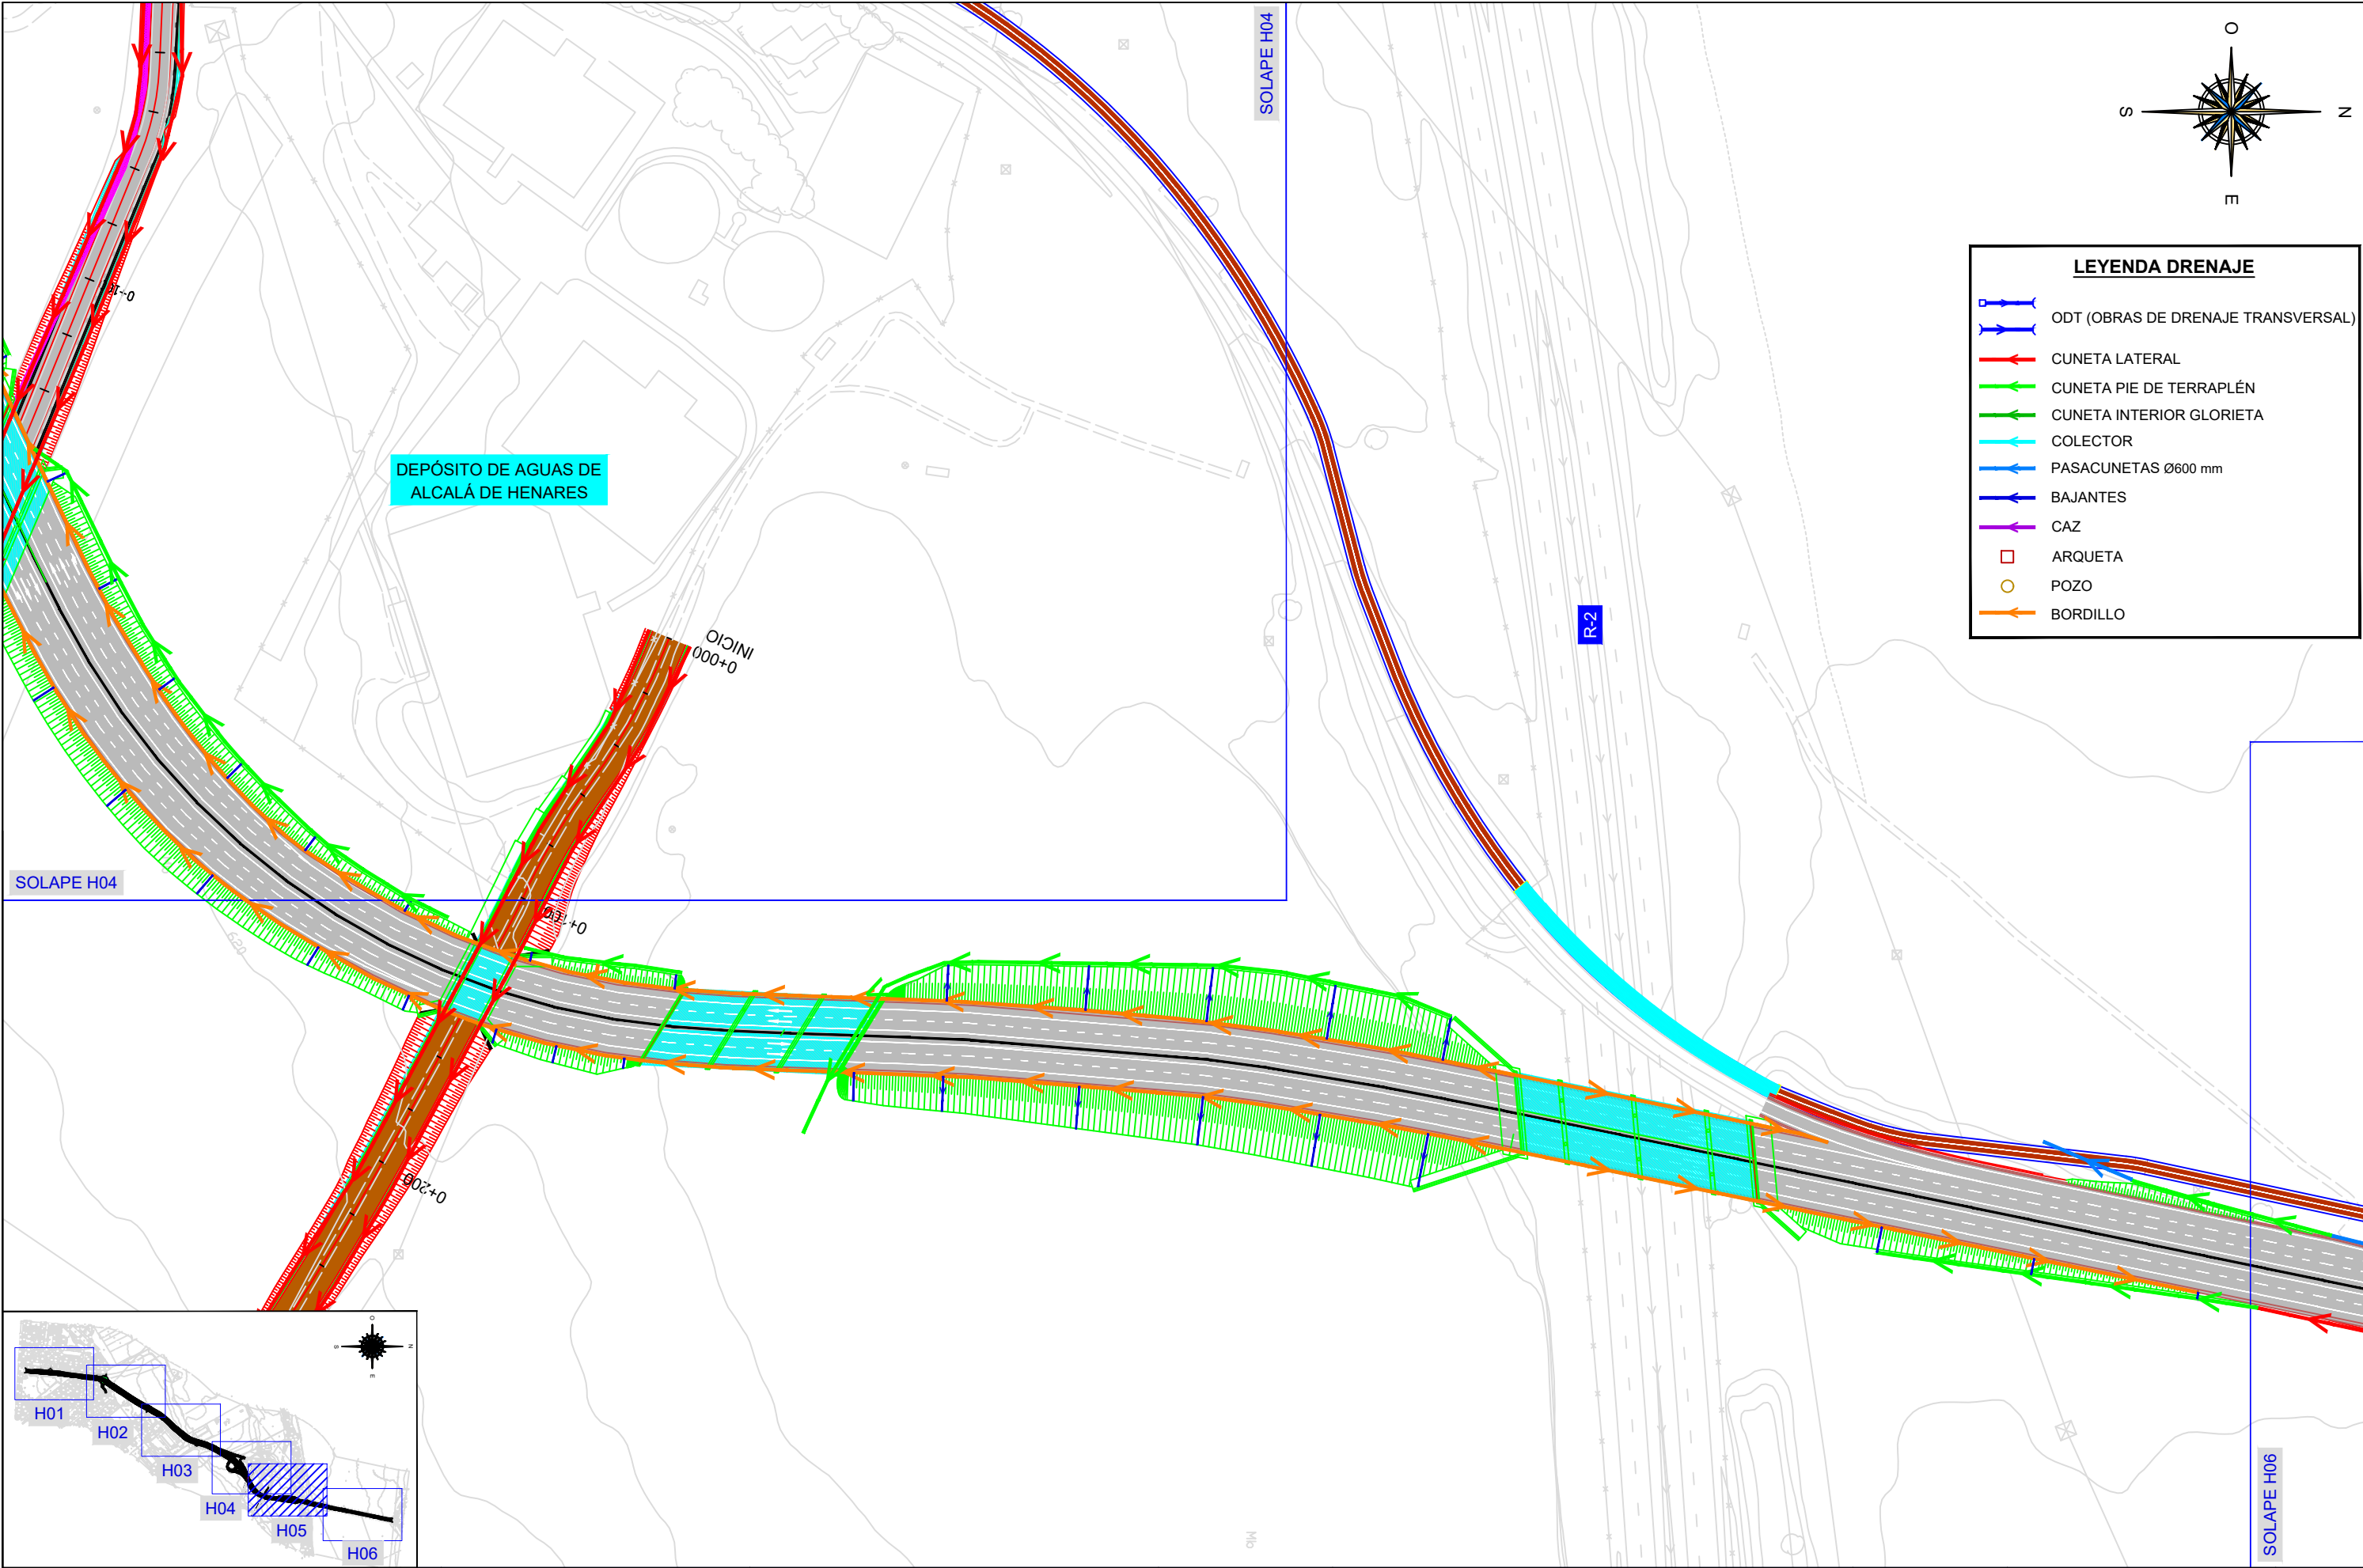 SOLAPE H04
O
S
N
E
LEYENDA DRENAJE
ODT (OBRAS DE DRENAJE TRANSVERSAL)
CUNETA LATERAL
CUNETA PIE DE TERRAPLÉN
CUNETA INTERIOR GLORIETA
COLECTOR
PASACUNETAS Ø600 mm
BAJANTES
CAZ
ARQUETA
POZO
BORDILLO
DEPÓSITO DE AGUAS DE
ALCALÁ DE HENARES
R-2
INICIO
0+000
SOLAPE H04
0+100
0+200
SOLAPE H06
O
S
N
E
H01
H02
H03
H04
H05
H06